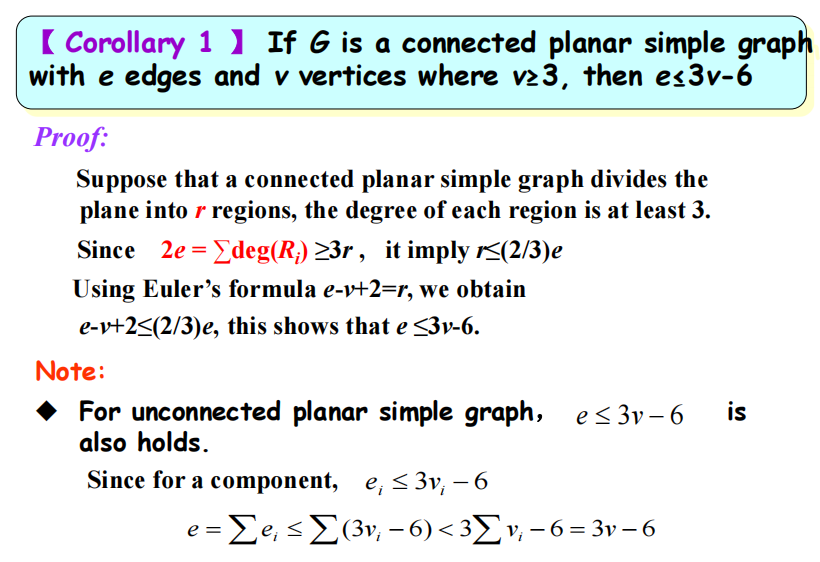 【 Corollary 1 】 If G is a connected planar simple graph
with e edges and v vertices where v≥3, then e≤3v-6
Proof:
Suppose that a connected planar simple graph divides the
plane into r regions, the degree of each region is at least 3.
Since 2e = ∑deg(Rᵢ) ≥3r , it imply r≤(2/3)e
Using Euler's formula e-v+2=r, we obtain
e-v+2≤(2/3)e, this shows that e ≤3v-6.
Note:
◆ For unconnected planar simple graph, e ≤ 3v – 6 is
also holds.
Since for a component, eᵢ ≤ 3vᵢ – 6
e = ∑eᵢ ≤ ∑(3vᵢ – 6) < 3∑vᵢ – 6 = 3v – 6